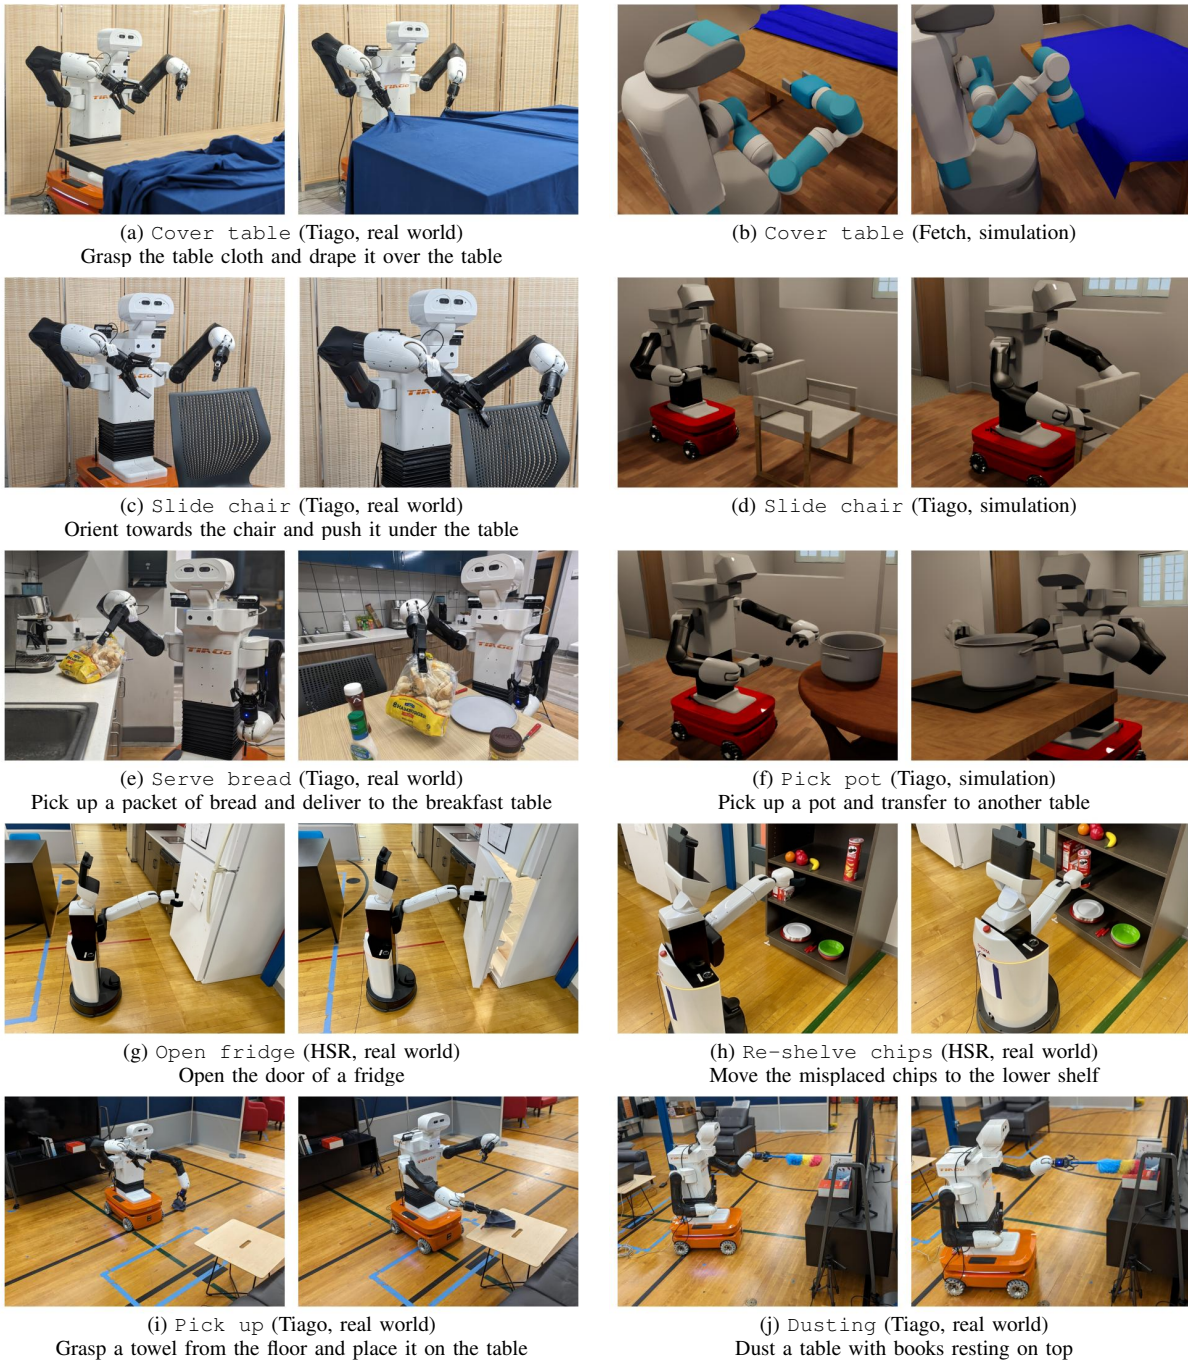 TIAGo
(a) Cover table (Tiago, real world)
Grasp the table cloth and drape it over the table
(b) Cover table (Fetch, simulation)
TIAGo
(c) Slide chair (Tiago, real world)
Orient towards the chair and push it under the table
(d) Slide chair (Tiago, simulation)
TIAGo
TIAGo
(e) Serve bread (Tiago, real world)
Pick up a packet of bread and deliver to the breakfast table
(f) Pick pot (Tiago, simulation)
Pick up a pot and transfer to another table
(g) Open fridge (HSR, real world)
Open the door of a fridge
(h) Re-shelve chips (HSR, real world)
Move the misplaced chips to the lower shelf
(i) Pick up (Tiago, real world)
Grasp a towel from the floor and place it on the table
(j) Dusting (Tiago, real world)
Dust a table with books resting on top